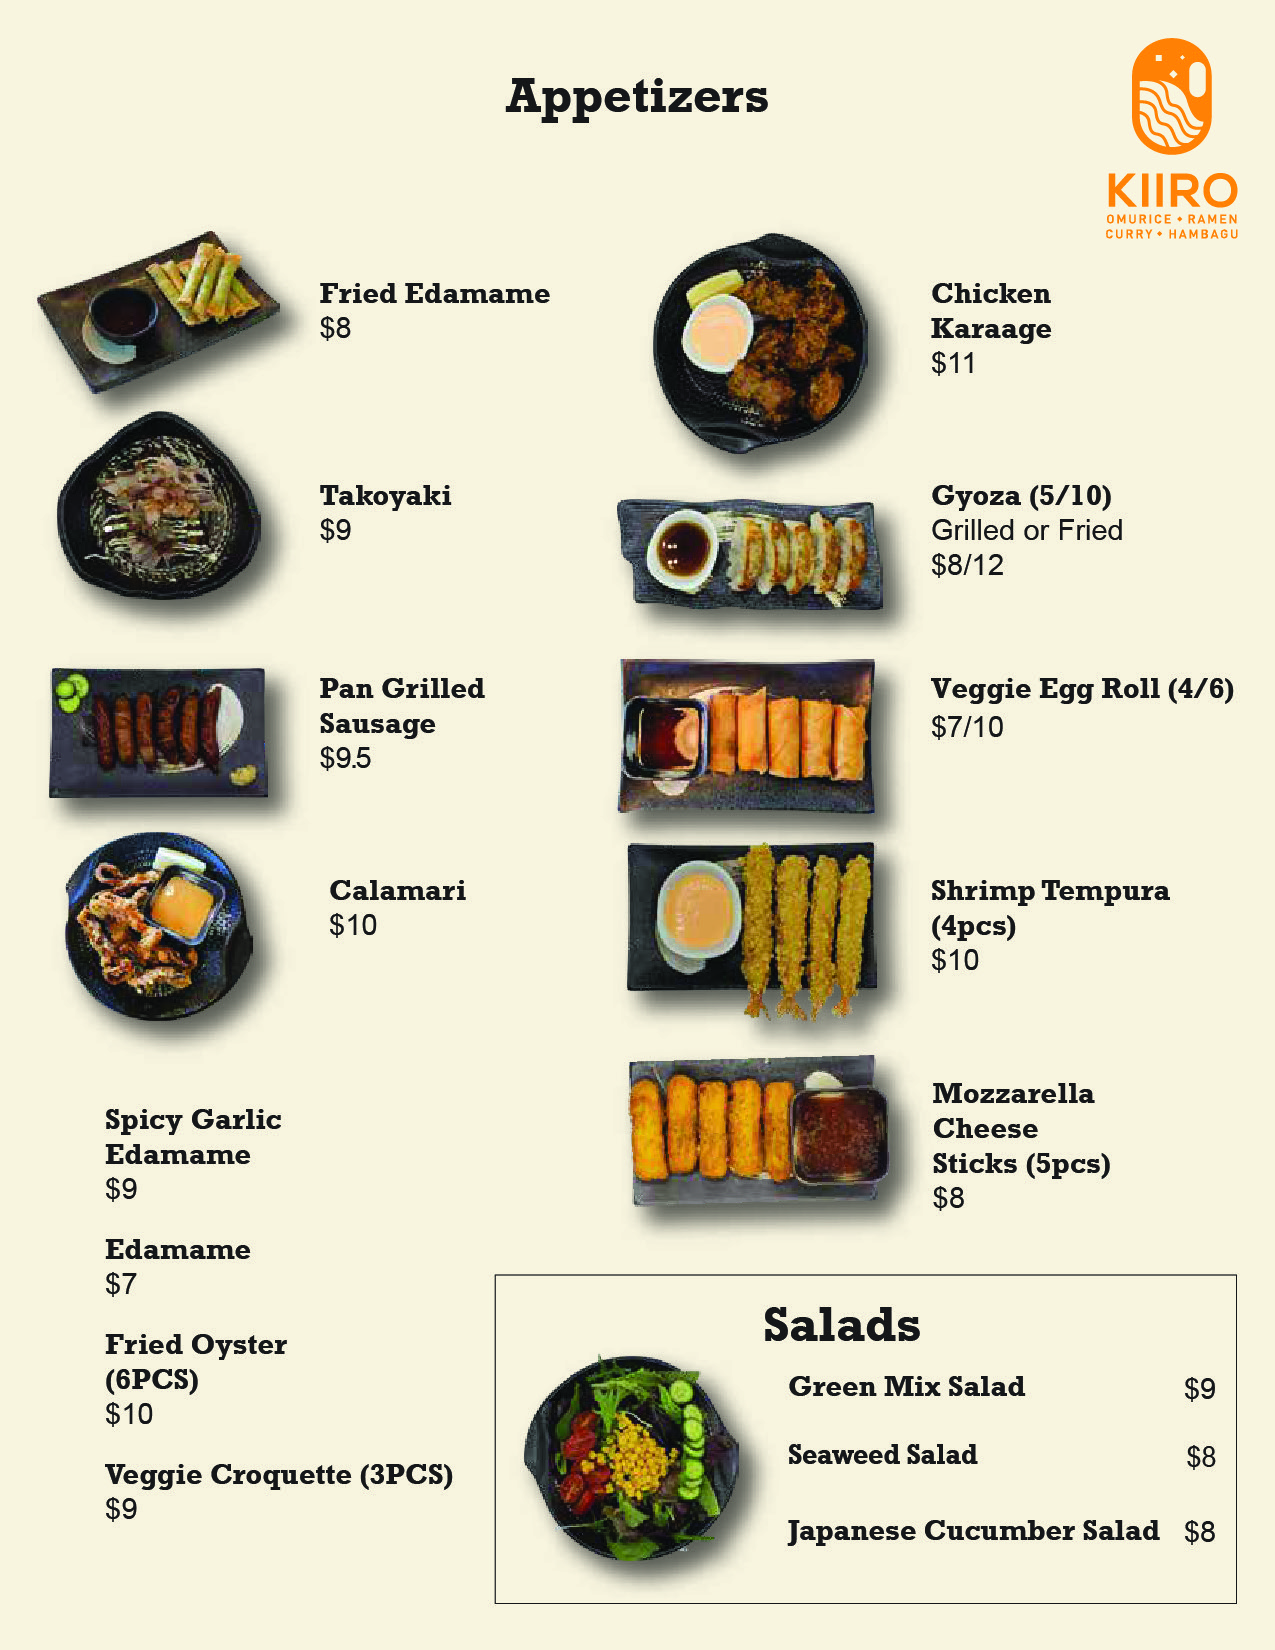 Appetizers
KIIRO
OMURICE • RAMEN
CURRY • HAMBAGU
Fried Edamame
$8
Takoyaki
$9
Pan Grilled
Sausage
$9.5
Calamari
$10
Spicy Garlic
Edamame
$9
Edamame
$7
Fried Oyster
(6PCS)
$10
Veggie Croquette (3PCS)
$9
Chicken
Karaage
$11
Gyoza (5/10)
Grilled or Fried
$8/12
Veggie Egg Roll (4/6)
$7/10
Shrimp Tempura
(4pcs)
$10
Mozzarella
Cheese
Sticks (5pcs)
$8
Salads
Green Mix Salad $9
Seaweed Salad $8
Japanese Cucumber Salad $8